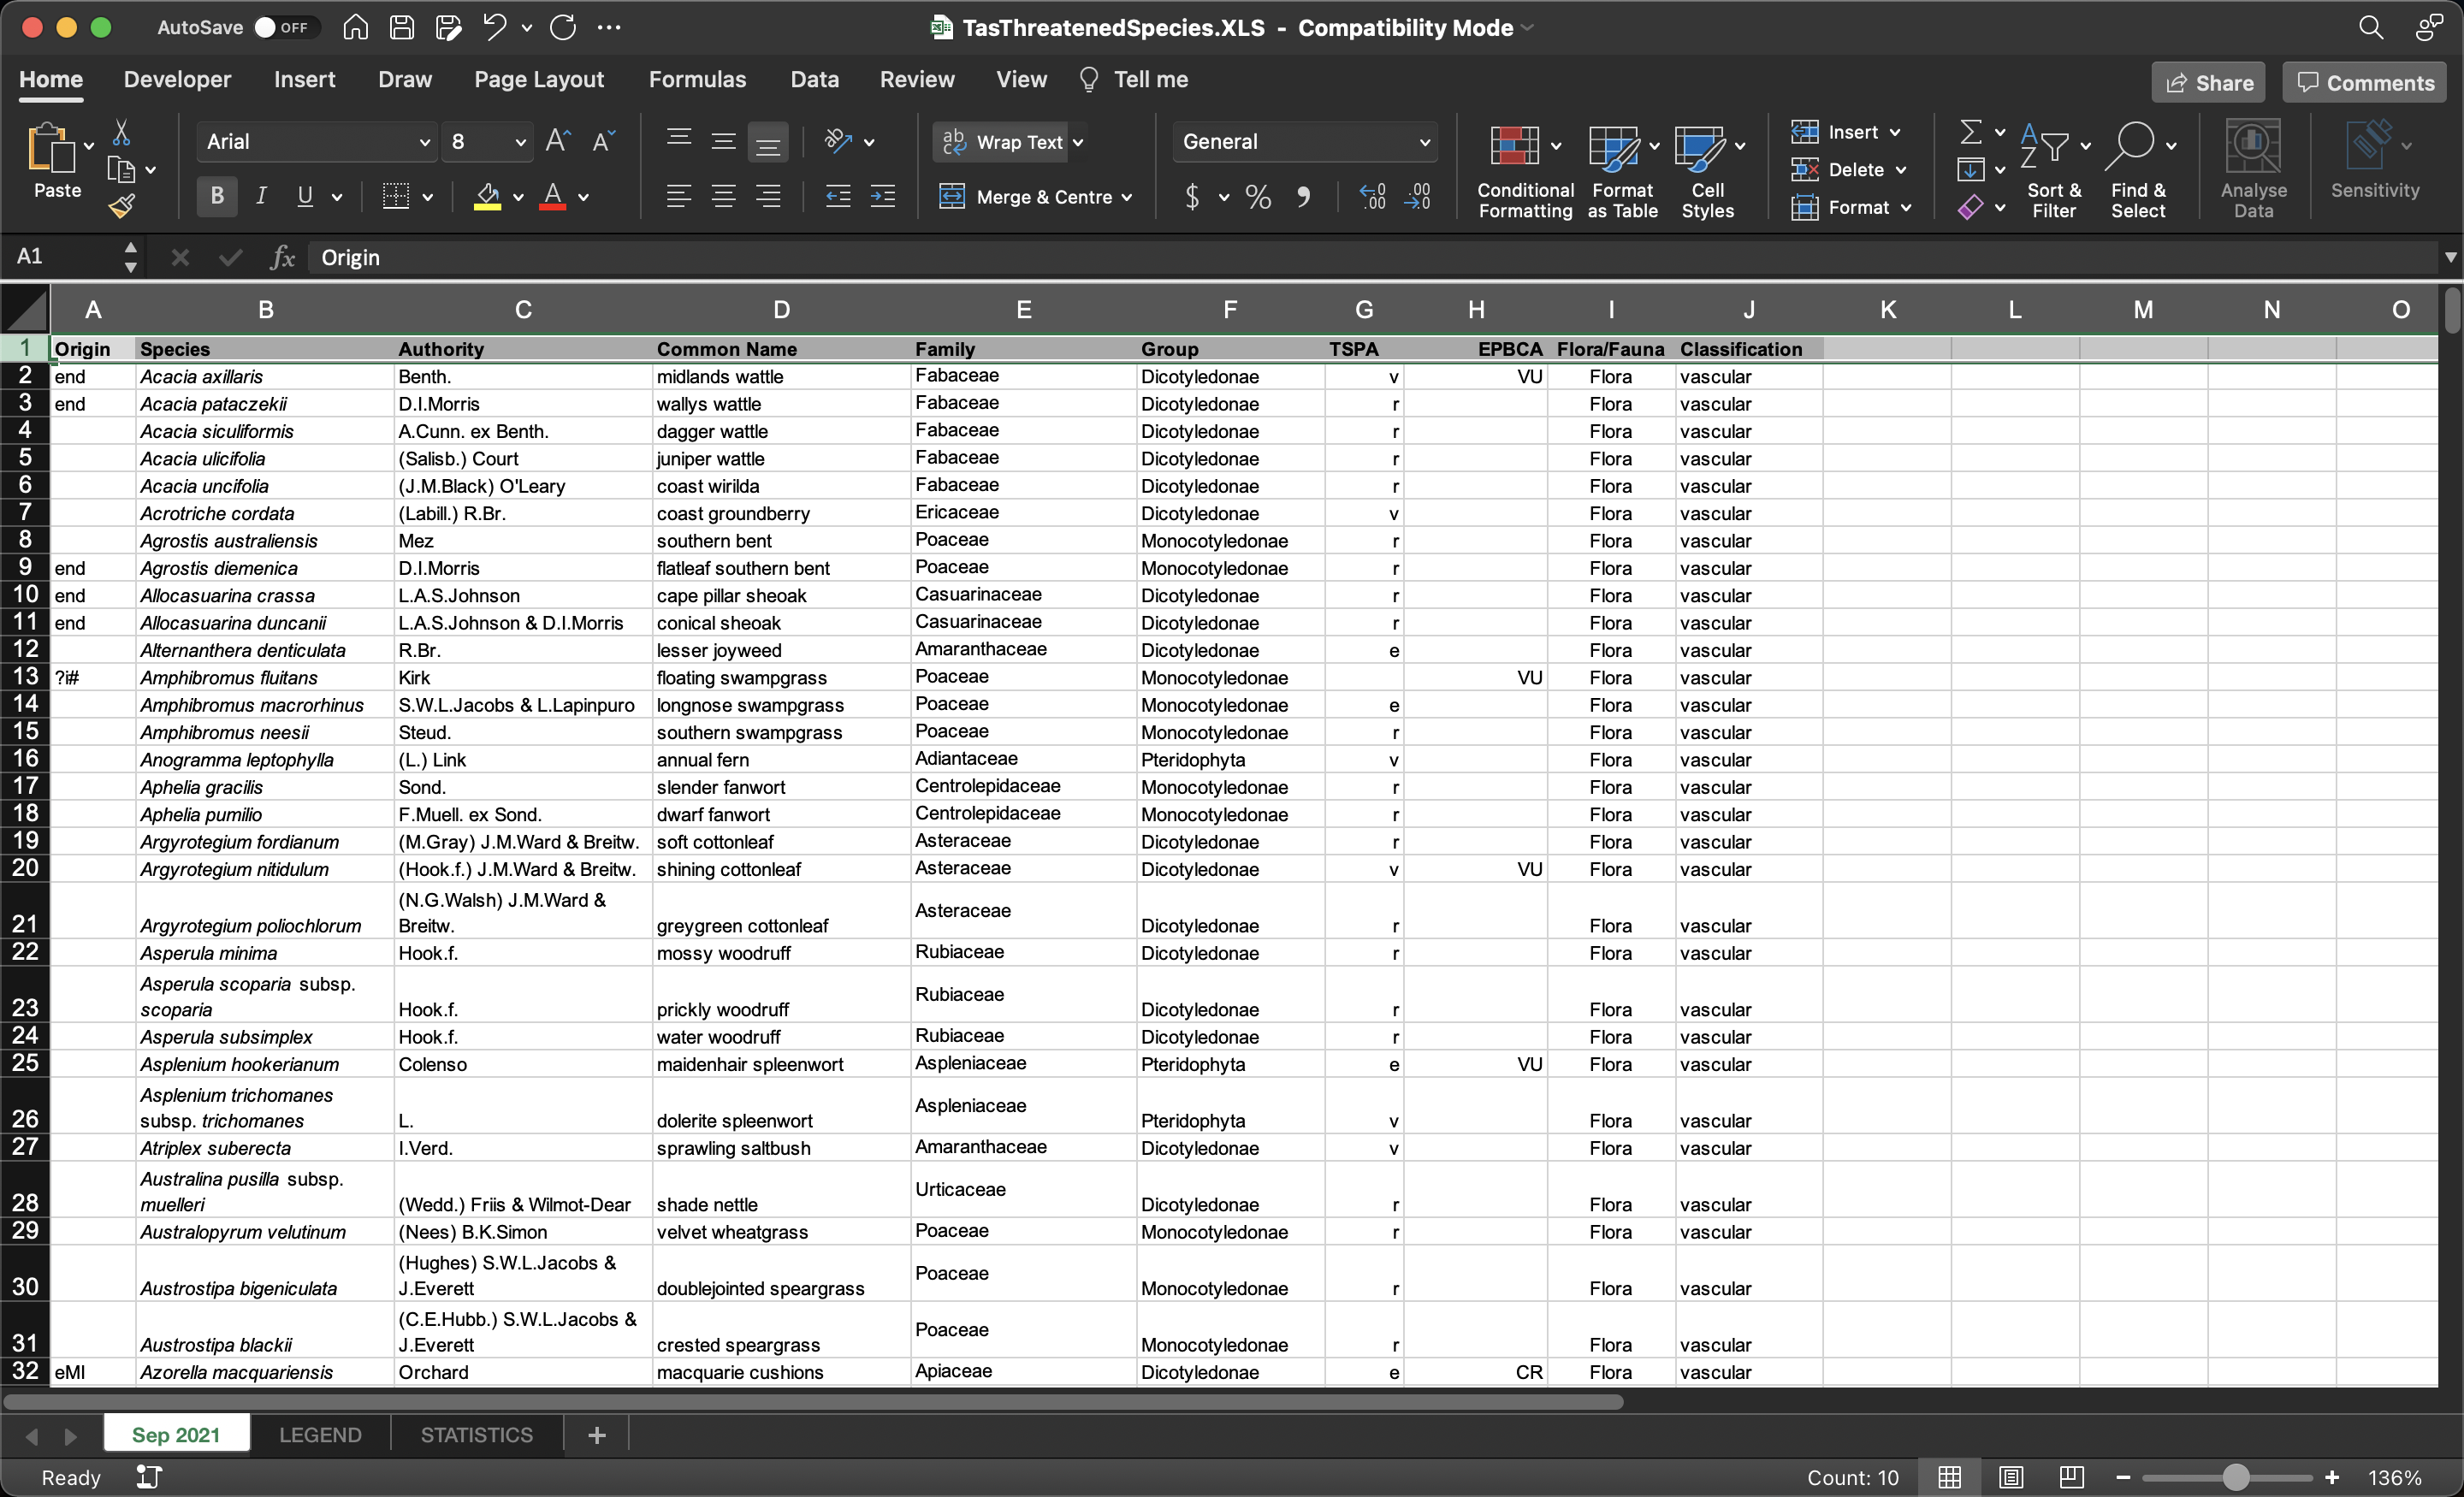 AutoSave OFF TasThreatenedSpecies.XLS - Compatibility Mode
Home Developer Insert Draw Page Layout Formulas Data Review View Tell me Share Comments
Paste Arial 8 B I U A Wrap Text Merge & Centre General $ % Conditional Formatting Format as Table Cell Styles Insert Delete Format Sort & Filter Find & Select Analyse Data Sensitivity
A1 fx Origin
A B C D E F G H I J K L M N O
1 Origin Species Authority Common Name Family Group TSPA EPBCA Flora/Fauna Classification
2 end Acacia axillaris Benth. midlands wattle Fabaceae Dicotyledonae v VU Flora vascular
3 end Acacia pataczekii D.I.Morris wallys wattle Fabaceae Dicotyledonae r Flora vascular
4 Acacia siculiformis A.Cunn. ex Benth. dagger wattle Fabaceae Dicotyledonae r Flora vascular
5 Acacia ulicifolia (Salisb.) Court juniper wattle Fabaceae Dicotyledonae r Flora vascular
6 Acacia uncifolia (J.M.Black) O'Leary coast wirilda Fabaceae Dicotyledonae r Flora vascular
7 Acrotriche cordata (Labill.) R.Br. coast groundberry Ericaceae Dicotyledonae v Flora vascular
8 Agrostis australiensis Mez southern bent Poaceae Monocotyledonae r Flora vascular
9 end Agrostis diemenica D.I.Morris flatleaf southern bent Poaceae Monocotyledonae r Flora vascular
10 end Allocasuarina crassa L.A.S.Johnson cape pillar sheoak Casuarinaceae Dicotyledonae r Flora vascular
11 end Allocasuarina duncanii L.A.S.Johnson & D.I.Morris conical sheoak Casuarinaceae Dicotyledonae r Flora vascular
12 Alternanthera denticulata R.Br. lesser joyweed Amaranthaceae Dicotyledonae e Flora vascular
13 ?i# Amphibromus fluitans Kirk floating swampgrass Poaceae Monocotyledonae VU Flora vascular
14 Amphibromus macrorhinus S.W.L.Jacobs & L.Lapinpuro longnose swampgrass Poaceae Monocotyledonae e Flora vascular
15 Amphibromus neesii Steud. southern swampgrass Poaceae Monocotyledonae r Flora vascular
16 Anogramma leptophylla (L.) Link annual fern Adiantaceae Pteridophyta v Flora vascular
17 Aphelia gracilis Sond. slender fanwort Centrolepidaceae Monocotyledonae r Flora vascular
18 Aphelia pumilio F.Muell. ex Sond. dwarf fanwort Centrolepidaceae Monocotyledonae r Flora vascular
19 Argyrotegium fordianum (M.Gray) J.M.Ward & Breitw. soft cottonleaf Asteraceae Dicotyledonae r Flora vascular
20 Argyrotegium nitidulum (Hook.f.) J.M.Ward & Breitw. shining cottonleaf Asteraceae Dicotyledonae v VU Flora vascular
21 Argyrotegium poliochlorum (N.G.Walsh) J.M.Ward & Breitw. greygreen cottonleaf Asteraceae Dicotyledonae r Flora vascular
22 Asperula minima Hook.f. mossy woodruff Rubiaceae Dicotyledonae r Flora vascular
23 Asperula scoparia subsp. scoparia Hook.f. prickly woodruff Rubiaceae Dicotyledonae r Flora vascular
24 Asperula subsimplex Hook.f. water woodruff Rubiaceae Dicotyledonae r Flora vascular
25 Asplenium hookerianum Colenso maidenhair spleenwort Aspleniaceae Pteridophyta e VU Flora vascular
26 Asplenium trichomanes subsp. trichomanes L. dolerite spleenwort Aspleniaceae Pteridophyta v Flora vascular
27 Atriplex suberecta I.Verd. sprawling saltbush Amaranthaceae Dicotyledonae v Flora vascular
28 Australina pusilla subsp. muelleri (Wedd.) Friis & Wilmot-Dear shade nettle Urticaceae Dicotyledonae r Flora vascular
29 Australopyrum velutinum (Nees) B.K.Simon velvet wheatgrass Poaceae Monocotyledonae r Flora vascular
30 Austrostipa bigeniculata (Hughes) S.W.L.Jacobs & J.Everett doublejointed speargrass Poaceae Monocotyledonae r Flora vascular
31 Austrostipa blackii (C.E.Hubb.) S.W.L.Jacobs & J.Everett crested speargrass Poaceae Monocotyledonae r Flora vascular
32 eMI Azorella macquariensis Orchard macquarie cushions Apiaceae Dicotyledonae e CR Flora vascular
Sep 2021 LEGEND STATISTICS +
Ready Count: 10 136%